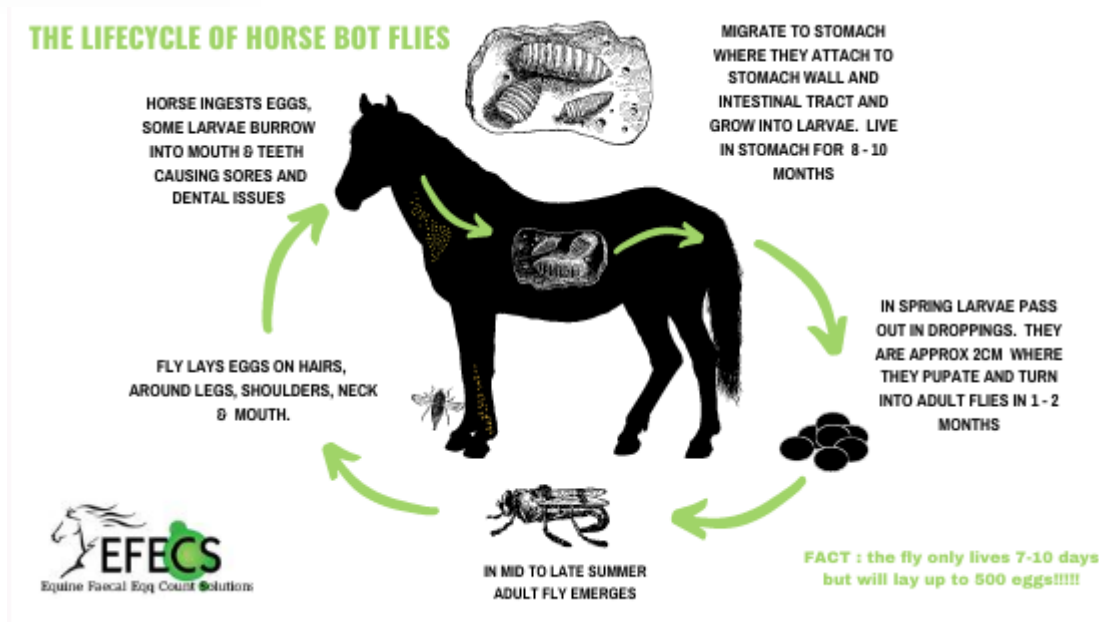 THE LIFECYCLE OF HORSE BOT FLIES
MIGRATE TO STOMACH
WHERE THEY ATTACH TO
STOMACH WALL AND
INTESTINAL TRACT AND
GROW INTO LARVAE. LIVE
IN STOMACH FOR 8 - 10
MONTHS
HORSE INGESTS EGGS,
SOME LARVAE BURROW
INTO MOUTH & TEETH
CAUSING SORES AND
DENTAL ISSUES
IN SPRING LARVAE PASS
OUT IN DROPPINGS. THEY
ARE APPROX 2CM WHERE
THEY PUPATE AND TURN
INTO ADULT FLIES IN 1 - 2
MONTHS
FLY LAYS EGGS ON HAIRS,
AROUND LEGS, SHOULDERS, NECK
& MOUTH.
IN MID TO LATE SUMMER
ADULT FLY EMERGES
FACT : the fly only lives 7-10 days
but will lay up to 500 eggs!!!!!
EFECS
Equine Faecal Egg Count Solutions